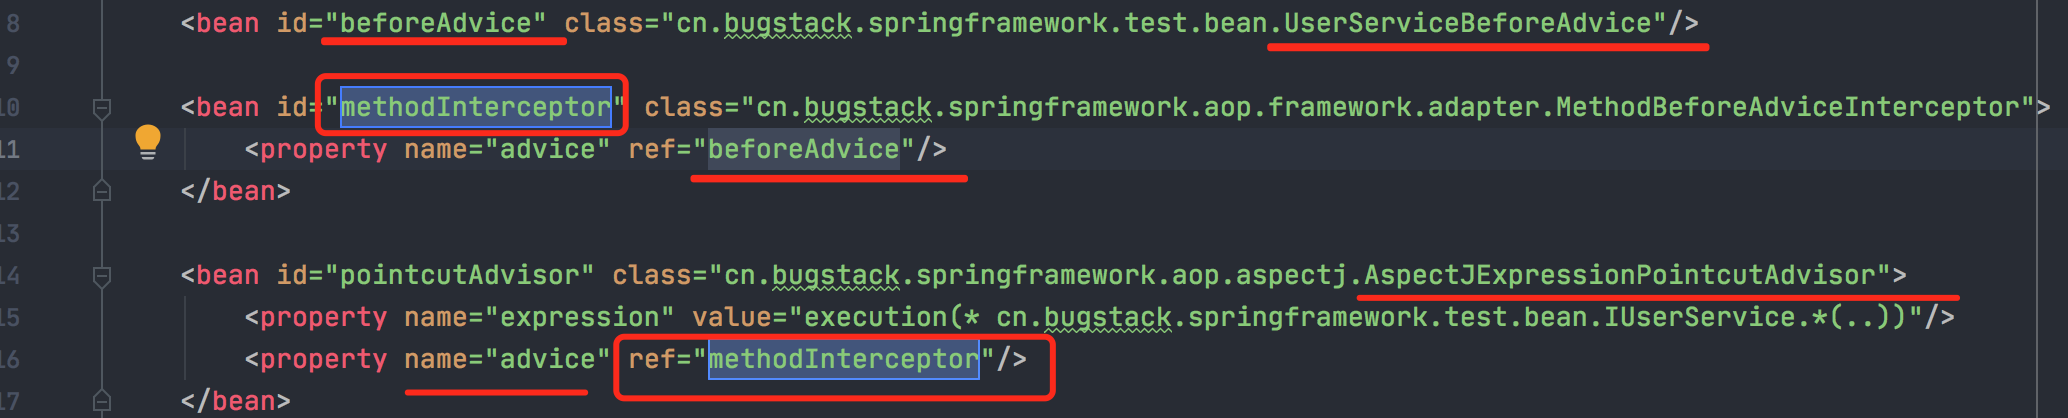 8 <bean id="beforeAdvice" class="cn.bugstack.springframework.test.bean.UserServiceBeforeAdvice"/>
9
10 <bean id="methodInterceptor" class="cn.bugstack.springframework.aop.framework.adapter.MethodBeforeAdviceInterceptor">
11 <property name="advice" ref="beforeAdvice"/>
12 </bean>
13
14 <bean id="pointcutAdvisor" class="cn.bugstack.springframework.aop.aspectj.AspectJExpressionPointcutAdvisor">
15 <property name="expression" value="execution(* cn.bugstack.springframework.test.bean.IUserService.*(..))"/>
16 <property name="advice" ref="methodInterceptor"/>
17 </bean>